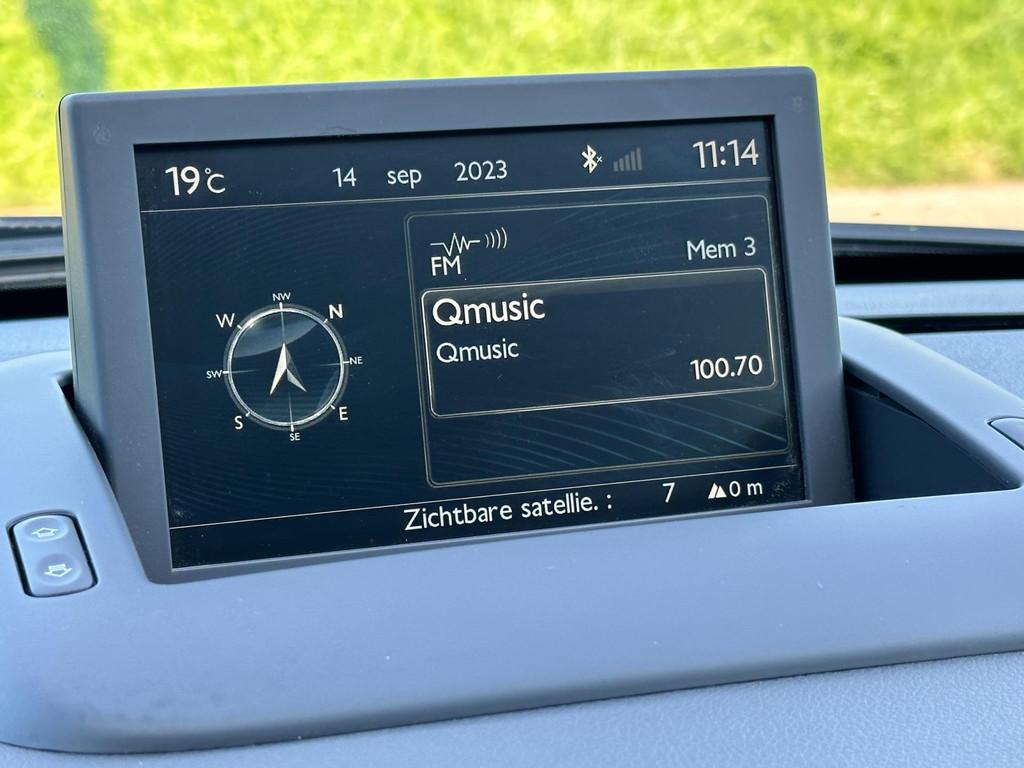 19°C 14 sep 2023 11:14
FM
Mem 3
Qmusic
Qmusic
100.70
NW
W N
SW NE
S E
SE
Zichtbare satellie. : 7 0 m